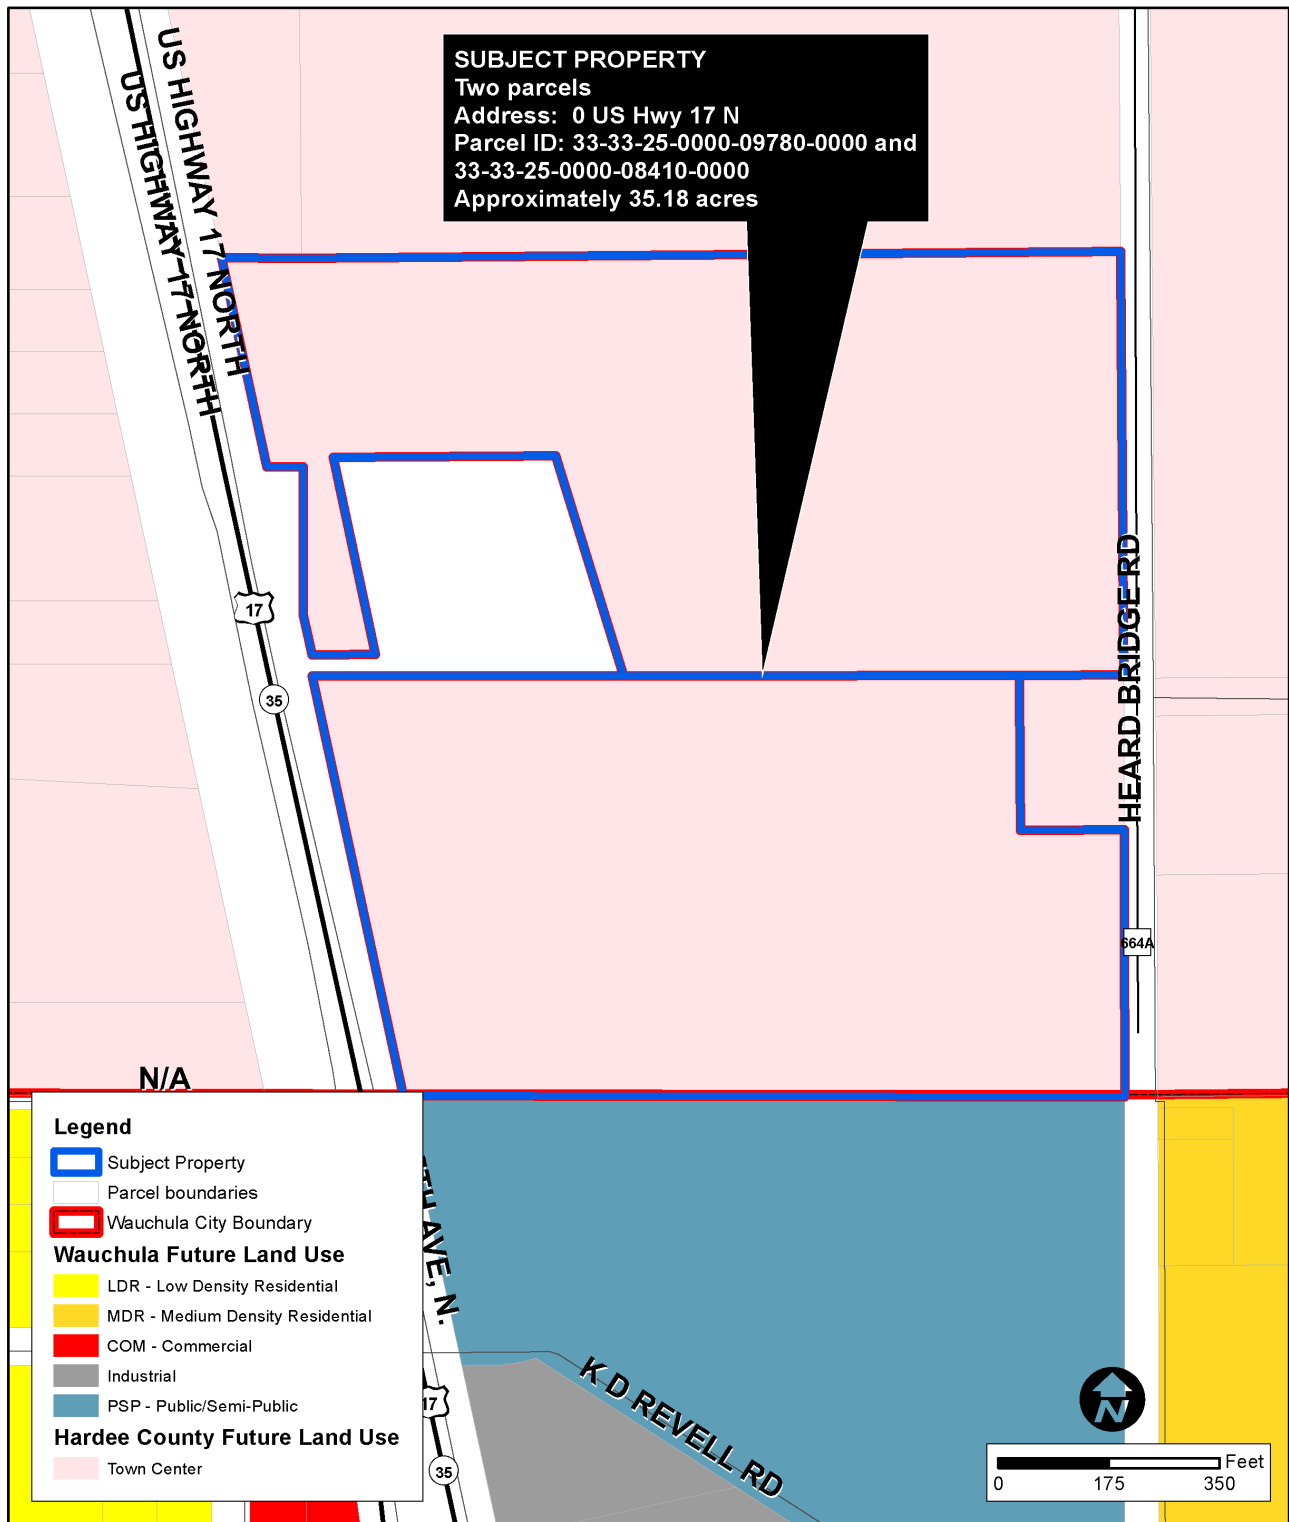 SUBJECT PROPERTY
Two parcels
Address: 0 US Hwy 17 N
Parcel ID: 33-33-25-0000-09780-0000 and
33-33-25-0000-08410-0000
Approximately 35.18 acres
US HIGHWAY 17 NORTH
US HIGHWAY 17 NORTH
17
35
HEARD BRIDGE RD
664A
N/A
Legend
Subject Property
Parcel boundaries
Wauchula City Boundary
Wauchula Future Land Use
LDR - Low Density Residential
MDR - Medium Density Residential
COM - Commercial
Industrial
PSP - Public/Semi-Public
Hardee County Future Land Use
Town Center
AVE, N.
17
35
K D REVELL RD
N
Feet
0 175 350